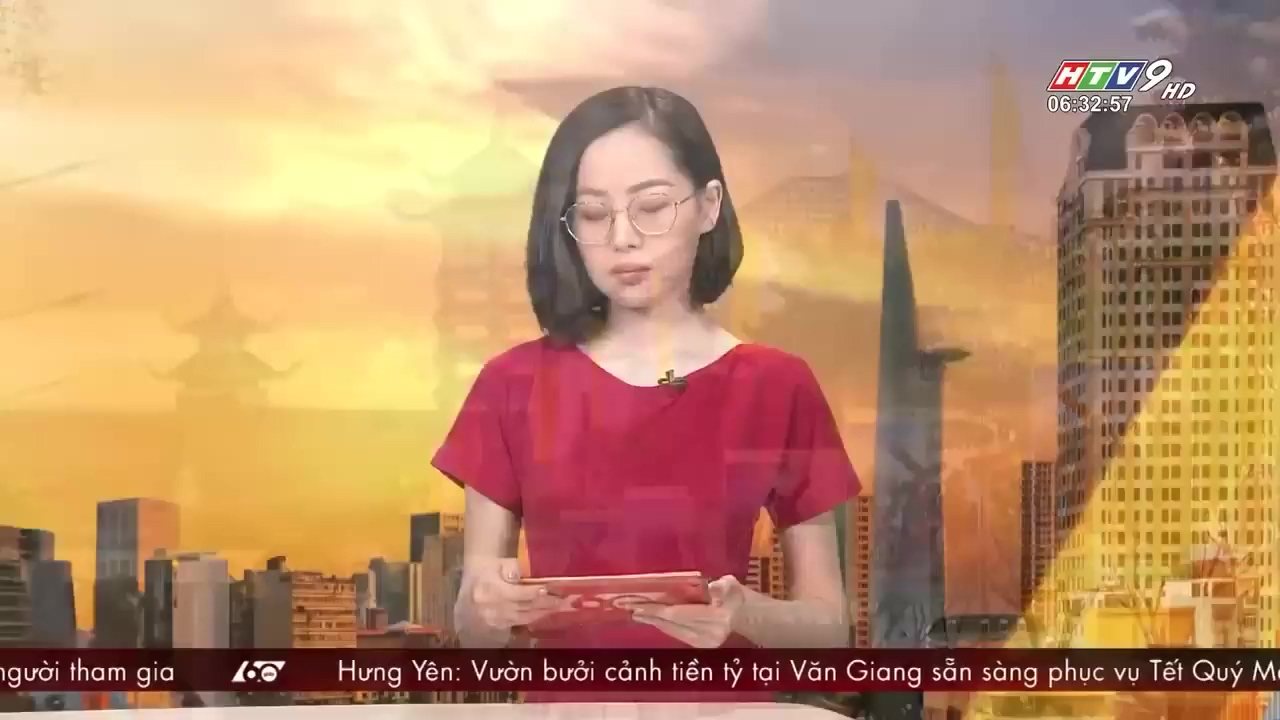 HTV9 HD
06:32:57
người tham gia 60 Hưng Yên: Vườn bưởi cảnh tiền tỷ tại Văn Giang sẵn sàng phục vụ Tết Quý